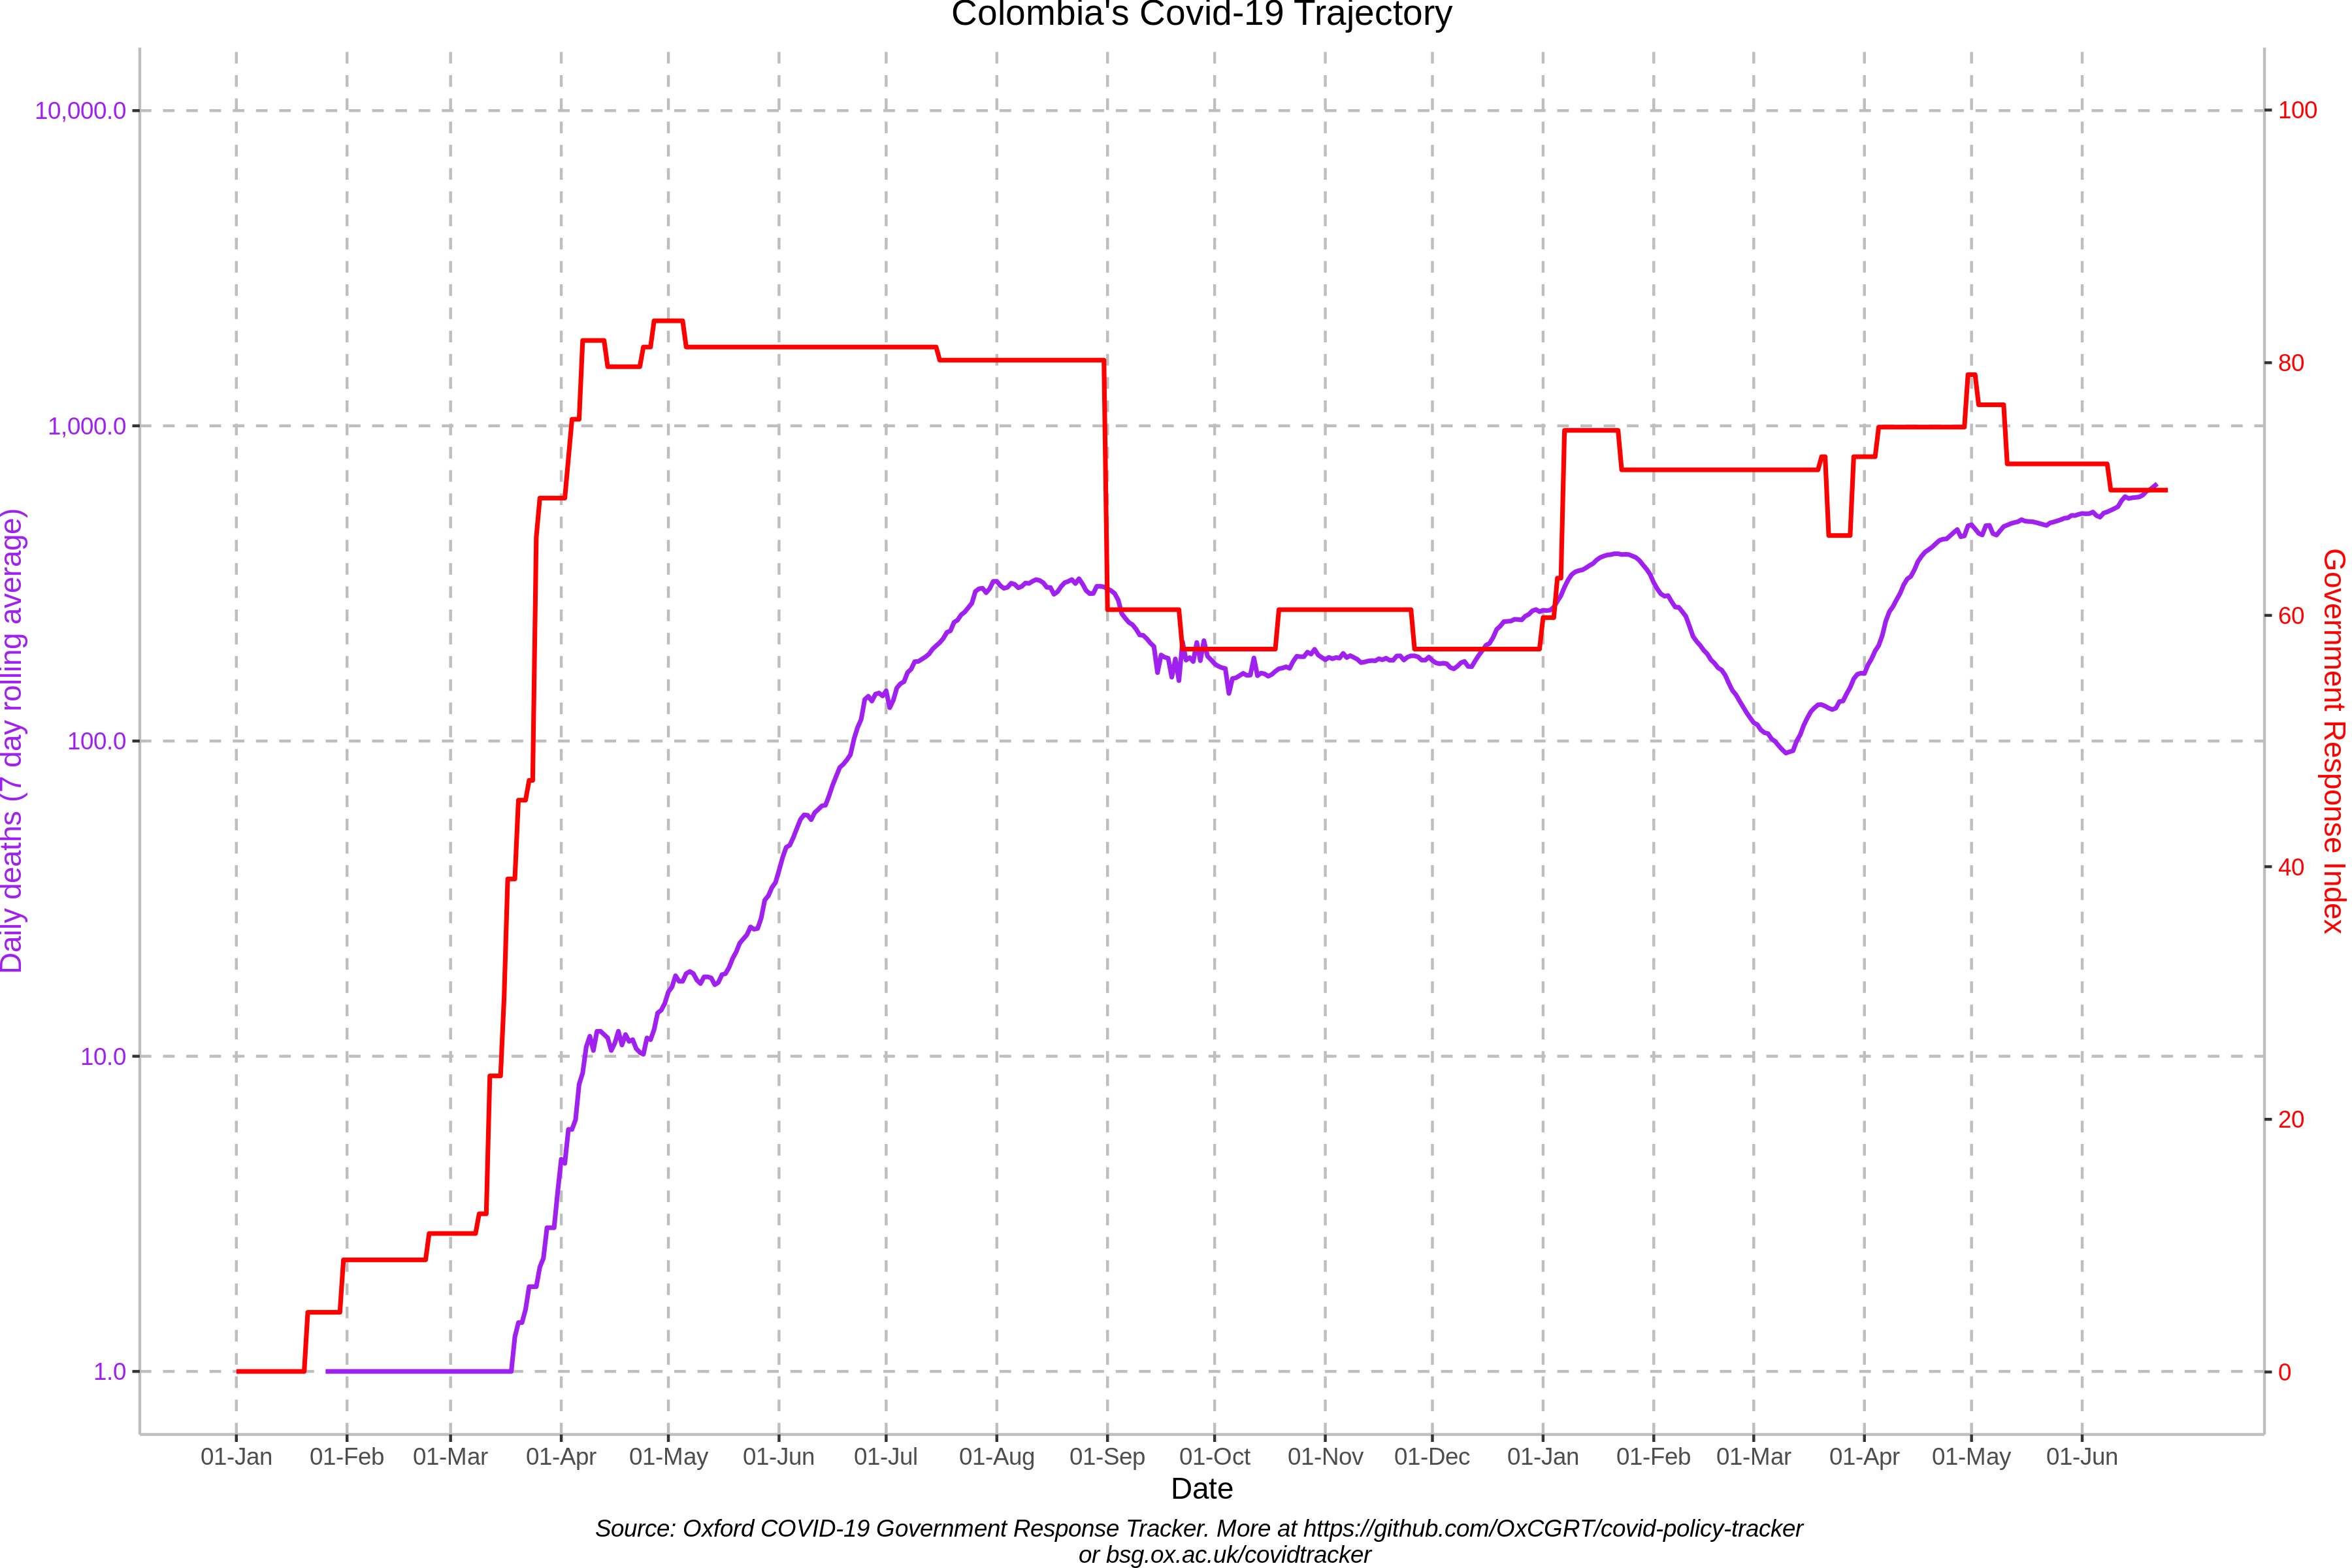 Colombia's Covid-19 Trajectory
10,000.0
1,000.0
100.0
10.0
1.0
Daily deaths (7 day rolling average)
100
80
60
40
20
0
Government Response Index
01-Jan 01-Feb 01-Mar 01-Apr 01-May 01-Jun 01-Jul 01-Aug 01-Sep 01-Oct 01-Nov 01-Dec 01-Jan 01-Feb 01-Mar 01-Apr 01-May 01-Jun
Date
Source: Oxford COVID-19 Government Response Tracker. More at https://github.com/OxCGRT/covid-policy-tracker
or bsg.ox.ac.uk/covidtracker